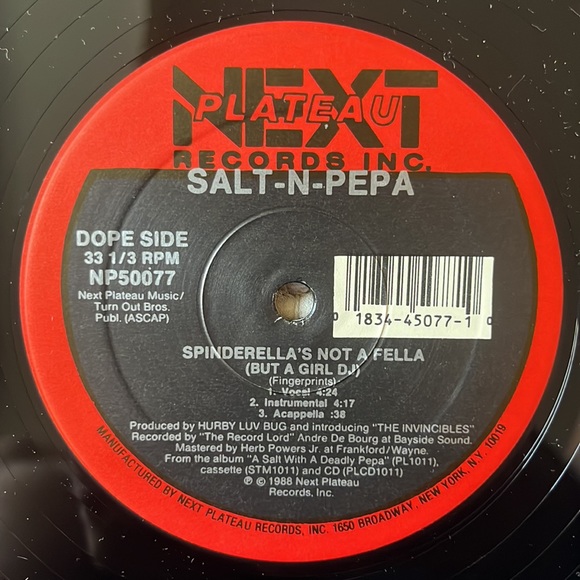 NEXT
PLATEAU
RECORDS INC.
SALT-N-PEPA
DOPE SIDE
33 1/3 RPM
NP50077
Next Plateau Music/
Turn Out Bros.
Publ. (ASCAP)
0 1834-45077-1 0
SPINDERELLA'S NOT A FELLA
(BUT A GIRL DJ)
(Fingerprints)
1. Vocal 4:24
2. Instrumental 4:17
3. Acappella :38
Produced by HURBY LUV BUG and introducing "THE INVINCIBLES"
Recorded by "The Record Lord" Andre De Bourg at Bayside Sound.
Mastered by Herb Powers Jr. at Frankford/Wayne.
From the album "A Salt With A Deadly Pepa" (PL1011),
cassette (STM1011) and CD (PLCD1011)
℗ © 1988 Next Plateau
Records, Inc.
MANUFACTURED BY NEXT PLATEAU RECORDS, INC. 1650 BROADWAY, NEW YORK, N.Y. 10019